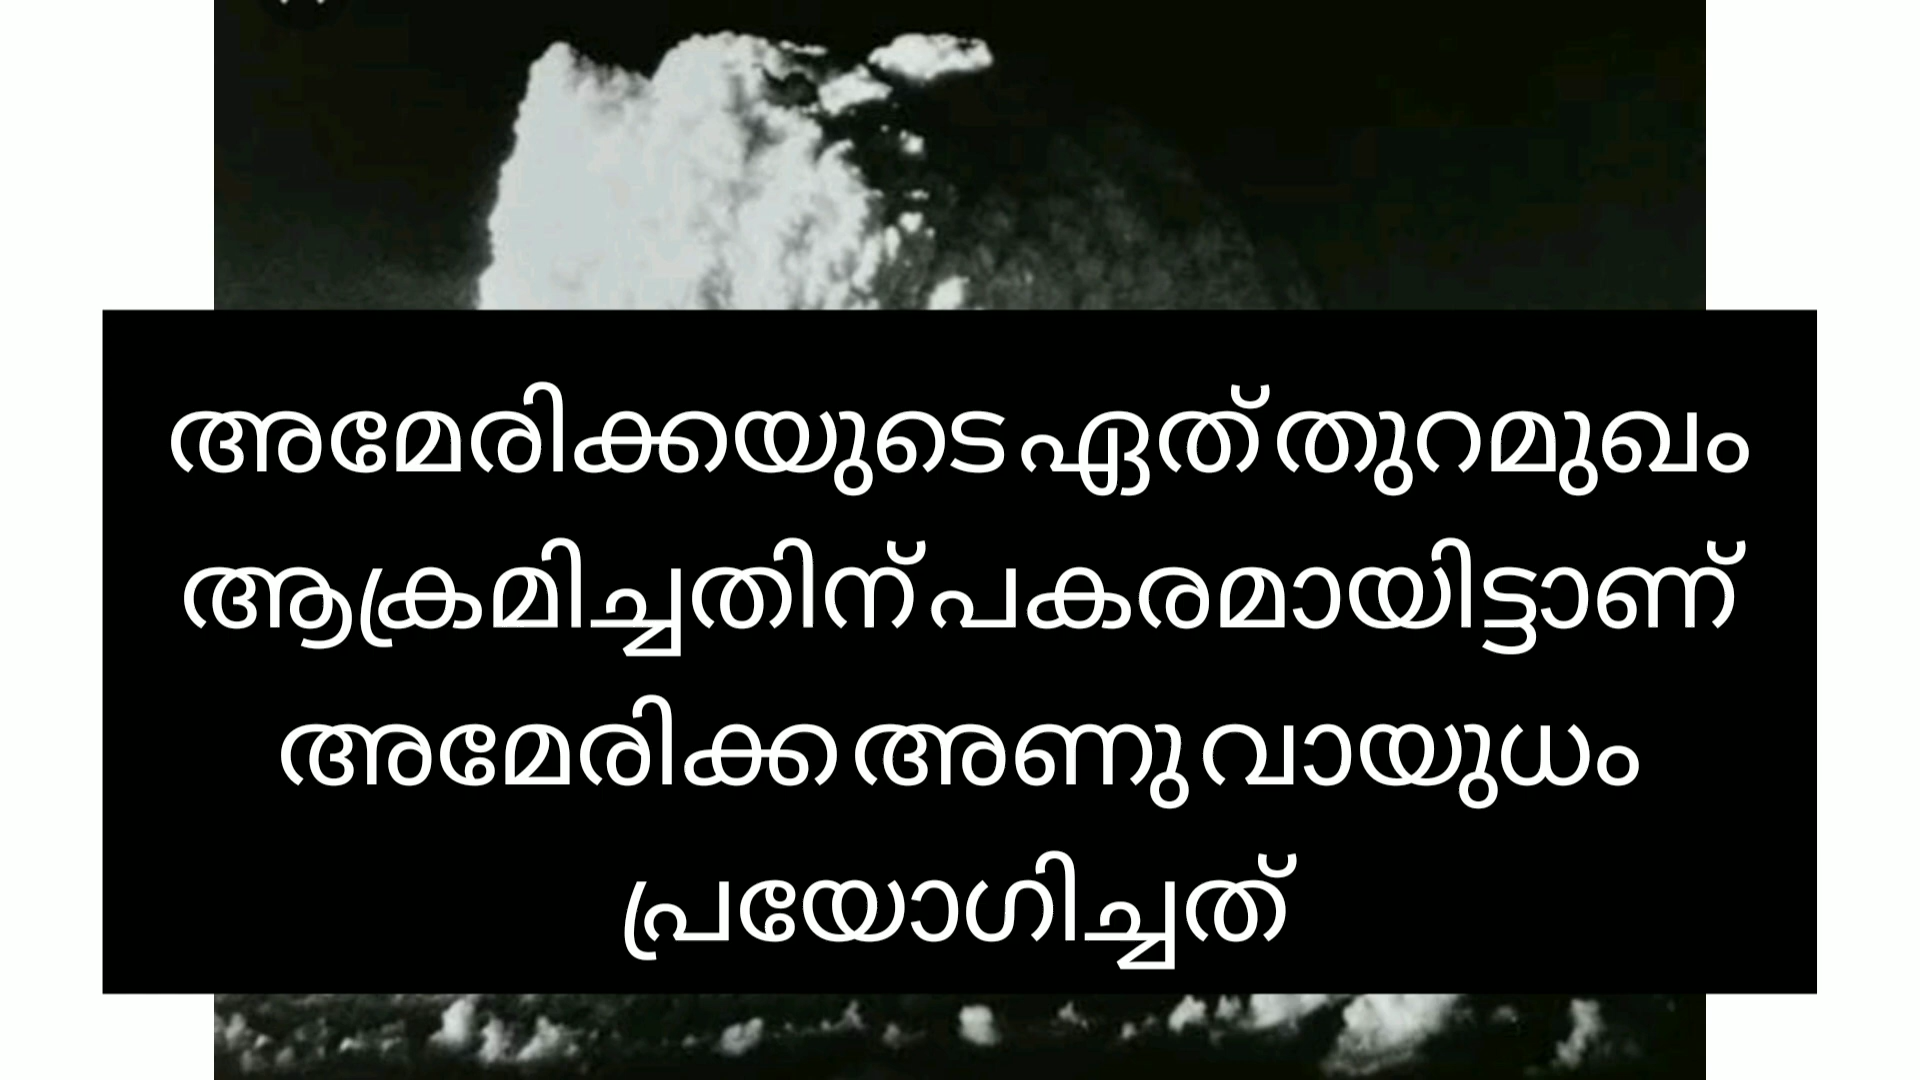 അമേരിക്കയുടെ ഏത് തുറമുഖം
ആക്രമിച്ചതിന് പകരമായിട്ടാണ്
അമേരിക്ക അണു വായുധം
പ്രയോഗിച്ചത്